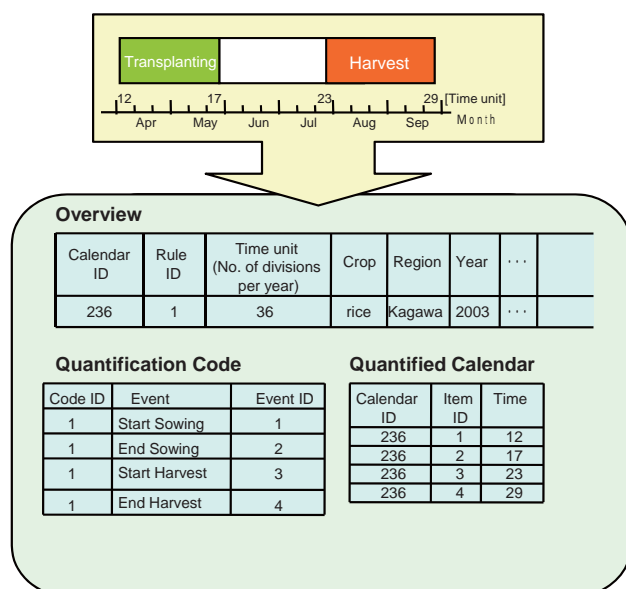 Transplanting Harvest
12 17 23 29 [Time unit]
Apr May Jun Jul Aug Sep Month
Overview
Calendar ID Rule ID Time unit (No. of divisions per year) Crop Region Year ···
236 1 36 rice Kagawa 2003 ···
Quantification Code
Code ID Event Event ID
1 Start Sowing 1
1 End Sowing 2
1 Start Harvest 3
1 End Harvest 4
Quantified Calendar
Calendar ID Item ID Time
236 1 12
236 2 17
236 3 23
236 4 29